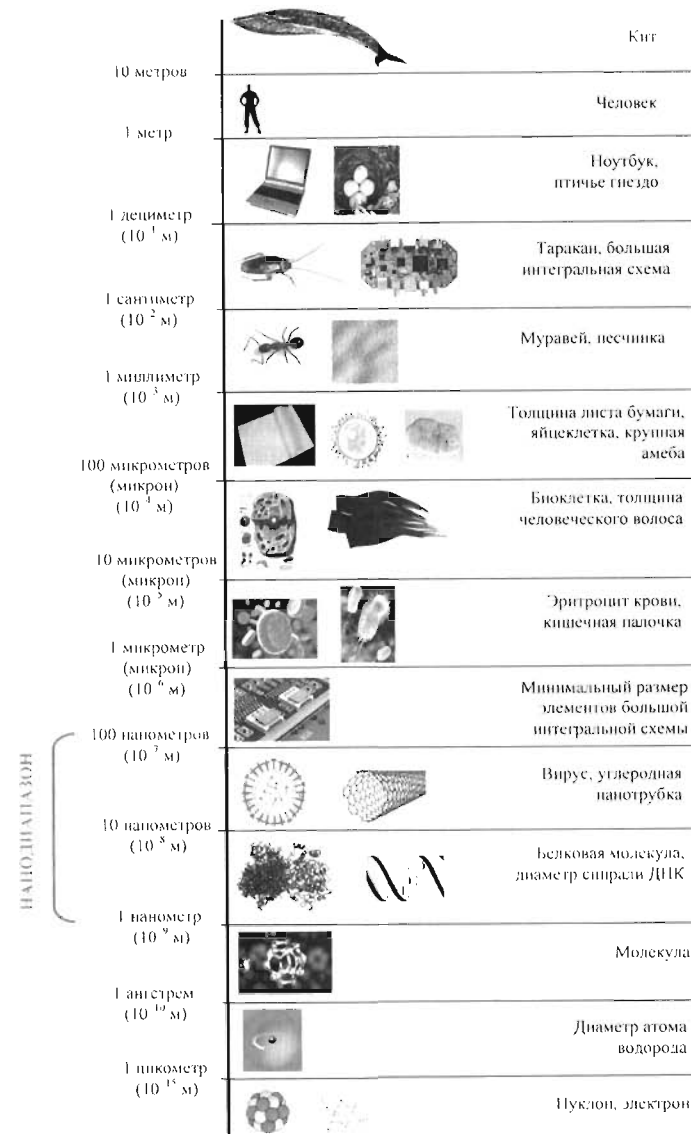 Кит
10 метров
Человек
1 метр
Ноутбук,
птичье гнездо
1 дециметр
(10⁻¹ м)
Таракан, большая
интегральная схема
1 сантиметр
(10⁻² м)
Муравей, песчинка
1 миллиметр
(10⁻³ м)
Толщина листа бумаги,
яйцеклетка, крупная
амеба
100 микрометров
(микрон)
(10⁻⁴ м)
Биоклетка, толщина
человеческого волоса
10 микрометров
(микрон)
(10⁻⁵ м)
Эритроцит крови,
кишечная палочка
1 микрометр
(микрон)
(10⁻⁶ м)
Минимальный размер
элементов большой
интегральной схемы
100 нанометров
(10⁻⁷ м)
НАНОДИАПАЗОН
Вирус, углеродная
нанотрубка
10 нанометров
(10⁻⁸ м)
Белковая молекула,
диаметр спирали ДНК
1 нанометр
(10⁻⁹ м)
Молекула
1 ангстрем
(10⁻¹⁰ м)
Диаметр атома
водорода
1 пикометр
(10⁻¹⁵ м)
Нуклон, электрон